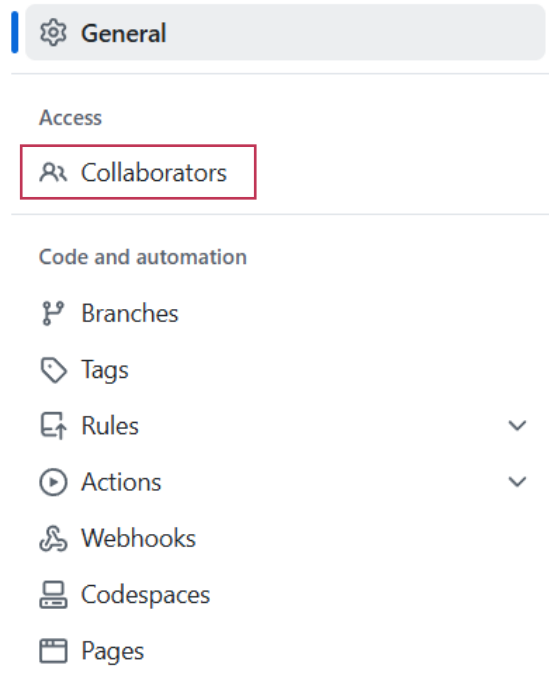 General
Access
Collaborators
Code and automation
Branches
Tags
Rules
Actions
Webhooks
Codespaces
Pages